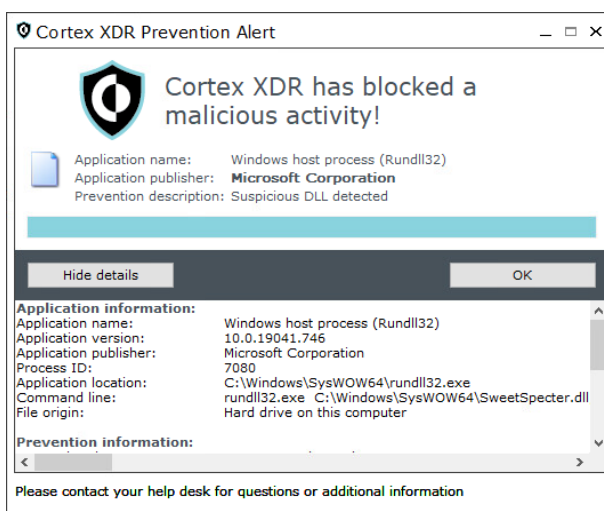 Cortex XDR Prevention Alert
Cortex XDR has blocked a
malicious activity!
Application name: Windows host process (Rundll32)
Application publisher: Microsoft Corporation
Prevention description: Suspicious DLL detected
Hide details OK
Application information:
Application name: Windows host process (Rundll32)
Application version: 10.0.19041.746
Application publisher: Microsoft Corporation
Process ID: 7080
Application location: C:\Windows\SysWOW64\rundll32.exe
Command line: rundll32.exe C:\Windows\SysWOW64\SweetSpecter.dll
File origin: Hard drive on this computer
Prevention information:
Please contact your help desk for questions or additional information